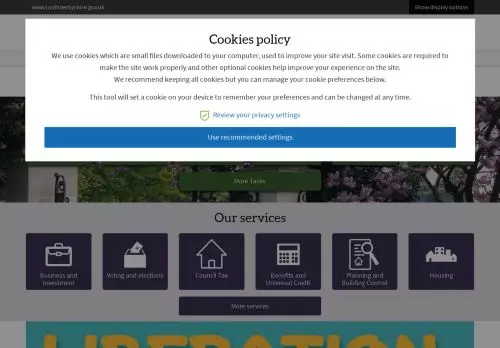 www.southderbyshire.gov.uk
Show display options
Cookies policy
We use cookies which are small files downloaded to your computer, used to improve your site visit. Some cookies are required to
make the site work properly and other optional cookies help improve your experience on the site.
We recommend keeping all cookies but you can manage your cookie preferences below.
This tool will set a cookie on your device to remember your preferences and can be changed at any time.
Review your privacy settings
Use recommended settings
More Tasks
Our services
Business and
investment
Voting and elections
Council Tax
Benefits and
Universal Credit
Planning and
Building Control
Housing
More services
LIBERATION